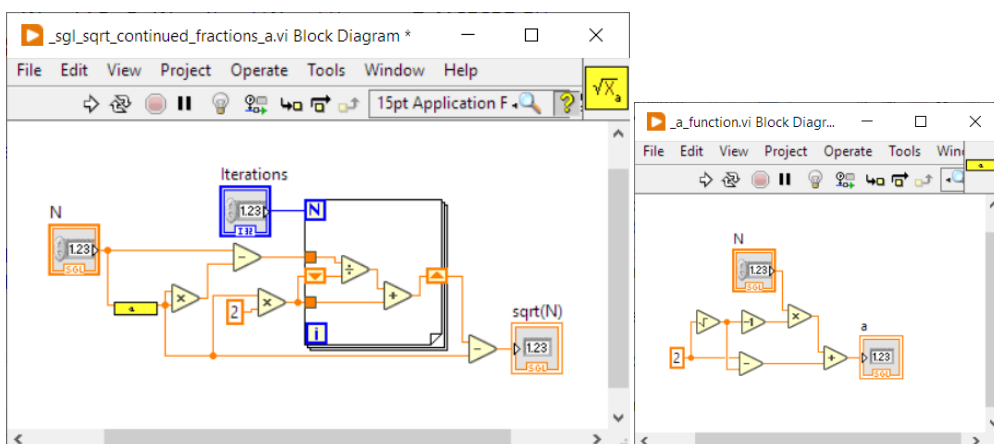 _sgl_sqrt_continued_fractions_a.vi Block Diagram *
File Edit View Project Operate Tools Window Help
15pt Application F
√X a
Iterations
1.23
I32
N
N
1.23
SGL
a
2
i
sqrt(N)
1.23
SGL
_a_function.vi Block Diagr...
File Edit View Project Operate Tools Win
a
N
1.23
SGL
-1
2
a
1.23
SGL